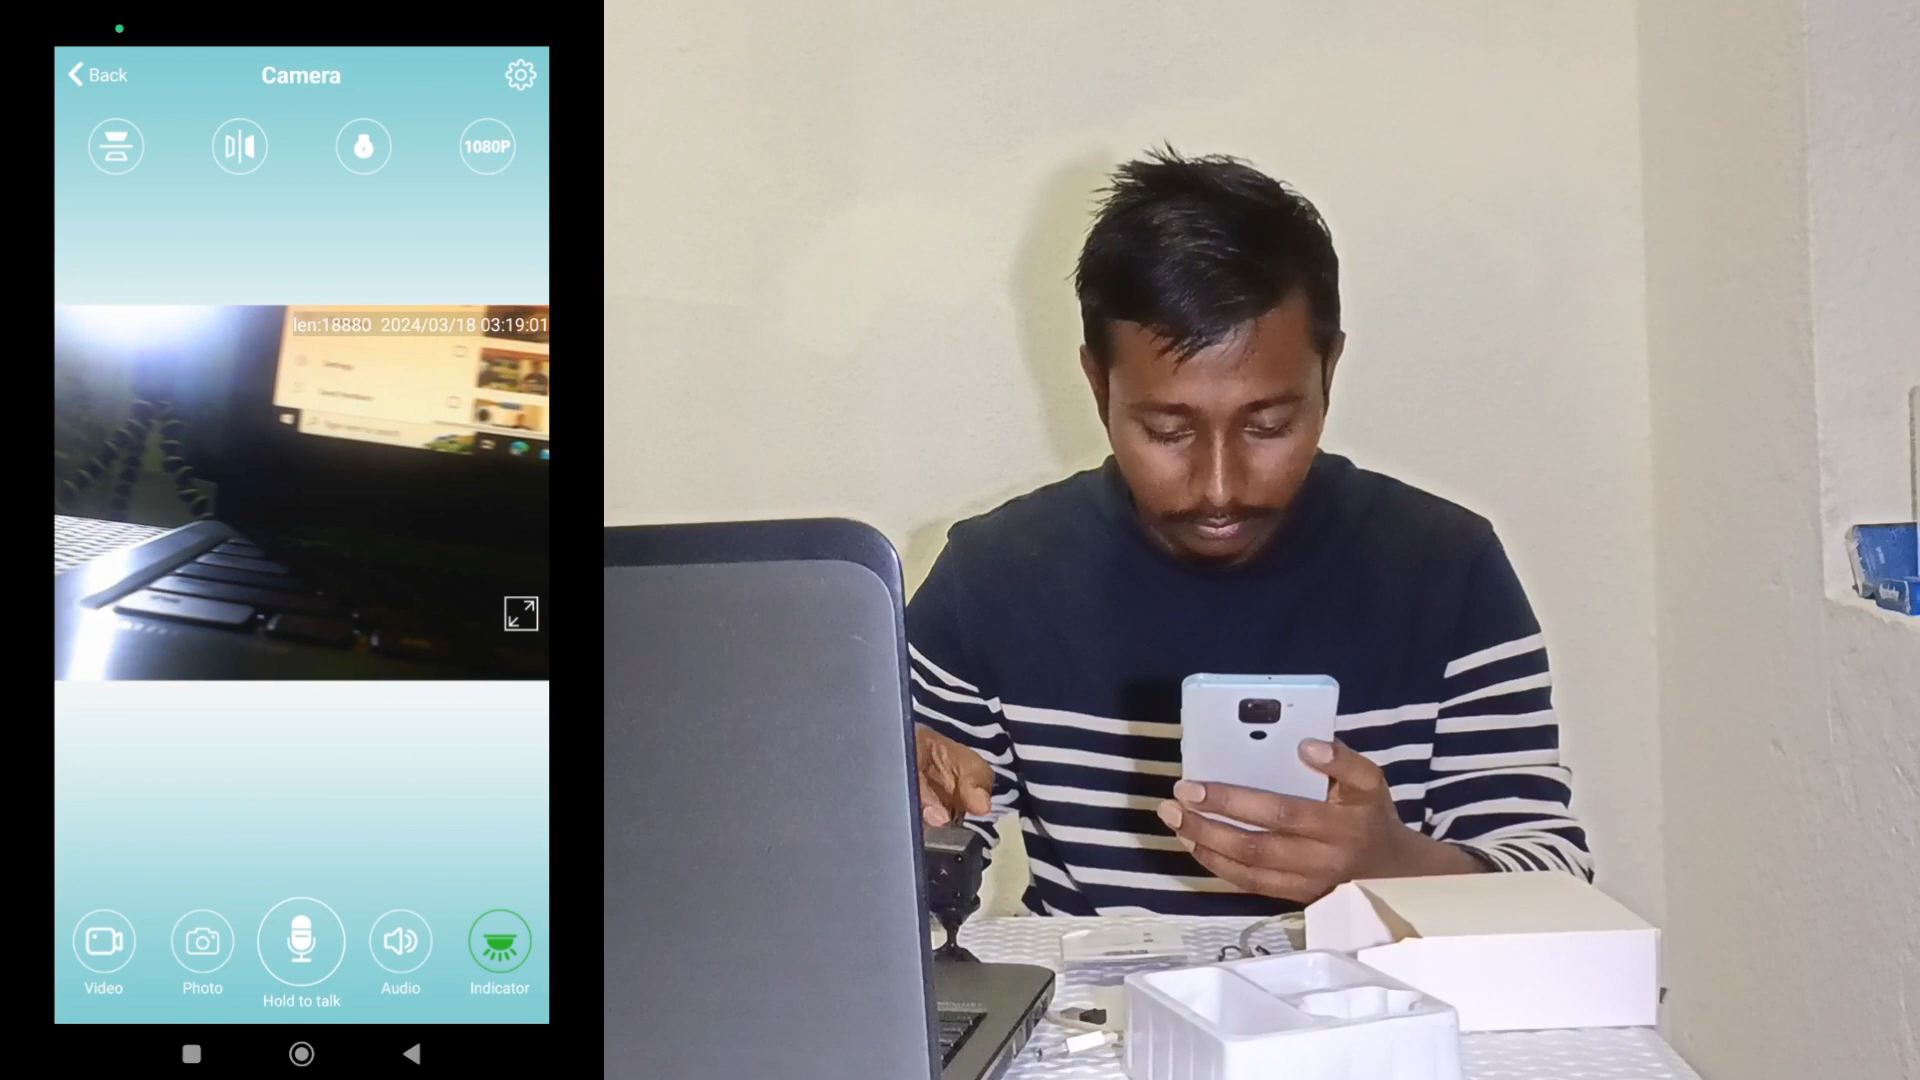 Back
Camera
1080P
len:18880 2024/03/18 03:19:01
Video
Photo
Hold to talk
Audio
Indicator